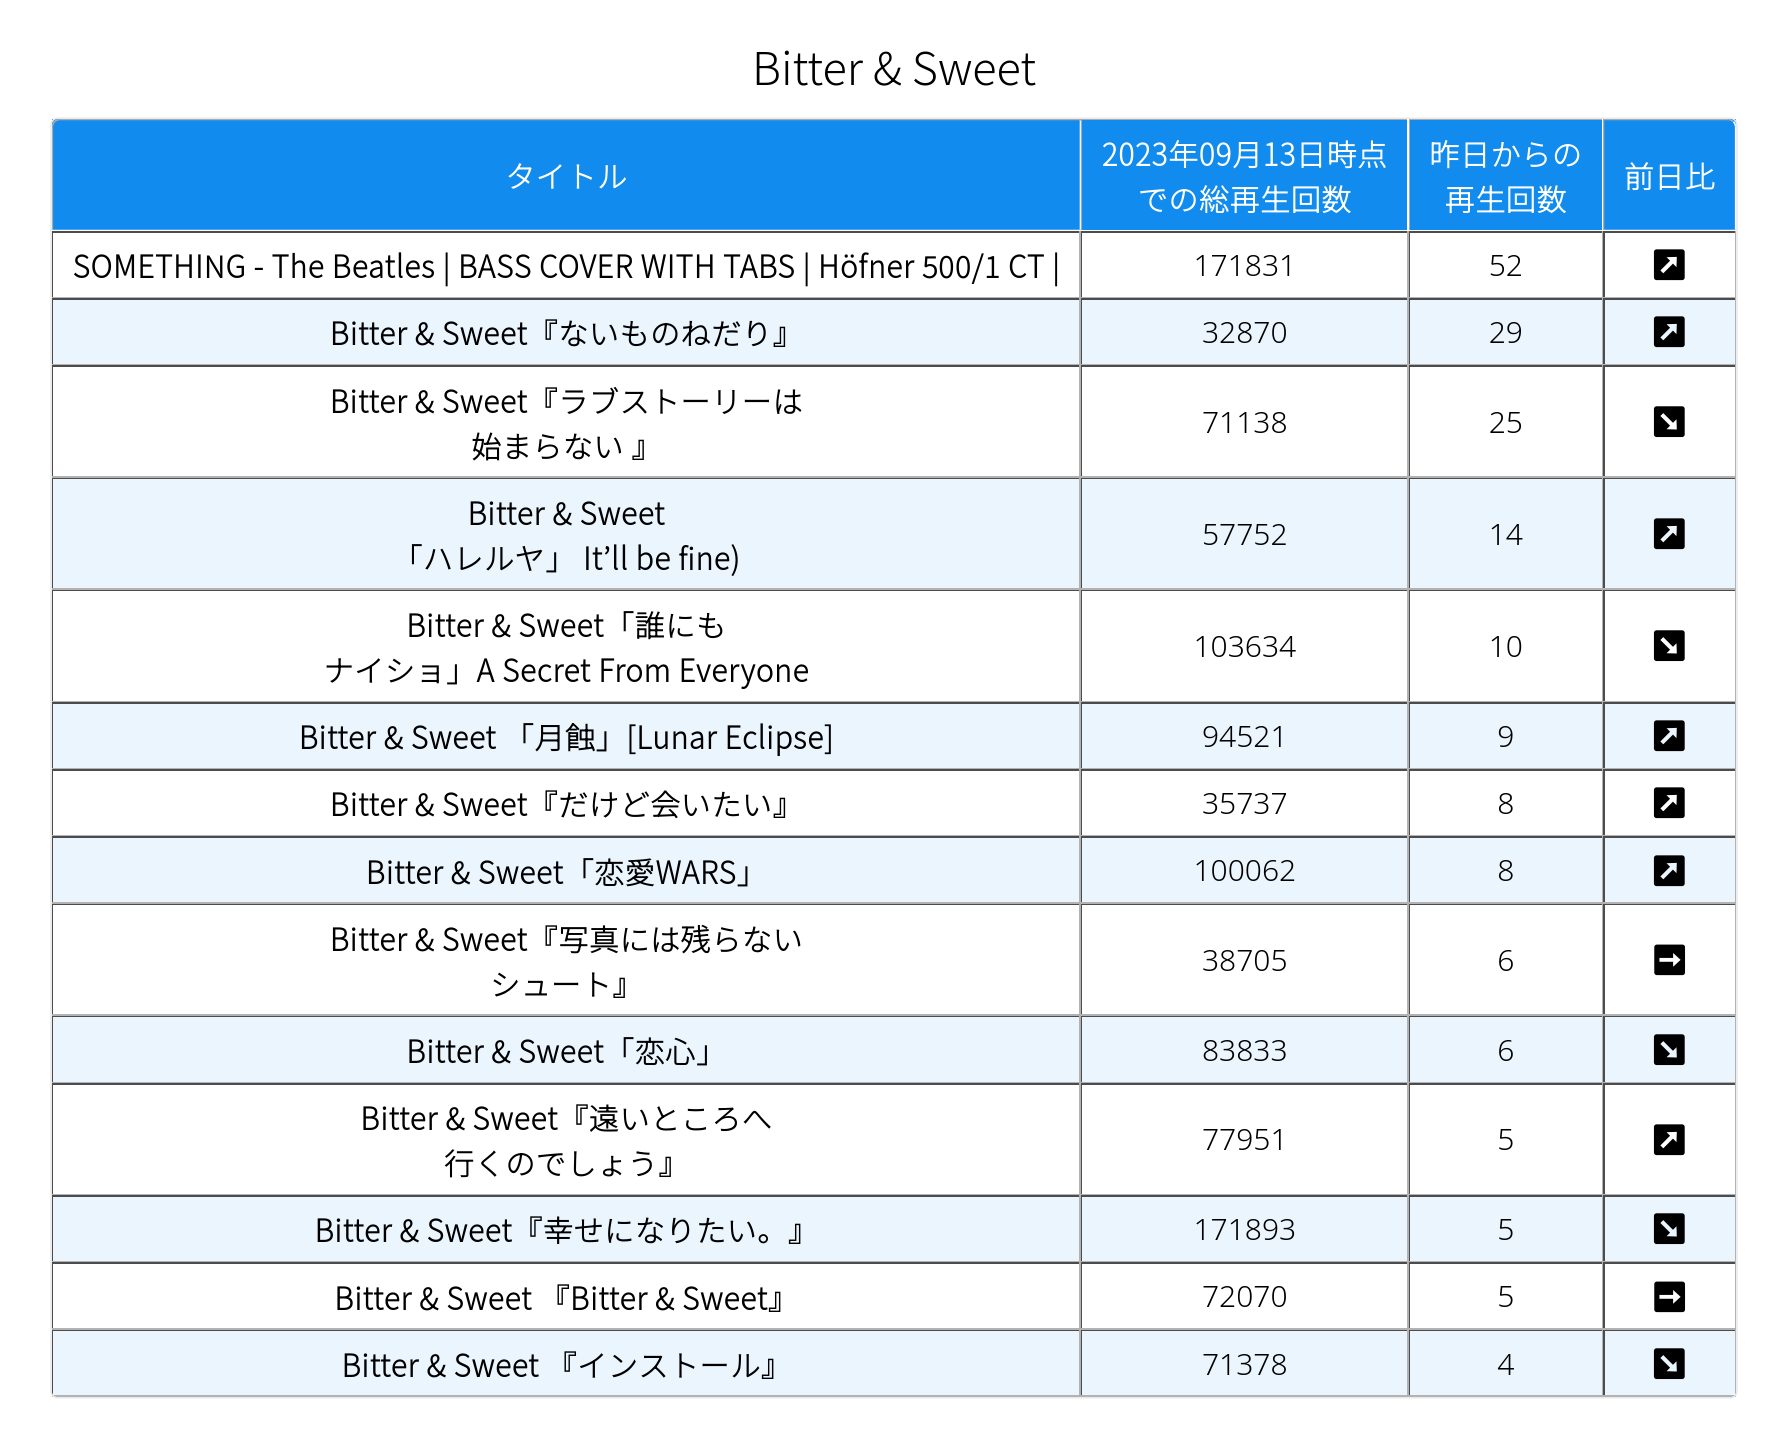 Bitter & Sweet
タイトル
2023年09月13日時点
での総再生回数
昨日からの
再生回数
前日比
SOMETHING - The Beatles | BASS COVER WITH TABS | Höfner 500/1 CT |
171831
52
Bitter & Sweet『ないものねだり』
32870
29
Bitter & Sweet『ラブストーリーは
始まらない 』
71138
25
Bitter & Sweet
「ハレルヤ」 It’ll be fine)
57752
14
Bitter & Sweet「誰にも
ナイショ」A Secret From Everyone
103634
10
Bitter & Sweet 「月蝕」[Lunar Eclipse]
94521
9
Bitter & Sweet『だけど会いたい』
35737
8
Bitter & Sweet「恋愛WARS」
100062
8
Bitter & Sweet『写真には残らない
シュート』
38705
6
Bitter & Sweet「恋心」
83833
6
Bitter & Sweet『遠いところへ
行くのでしょう』
77951
5
Bitter & Sweet『幸せになりたい。』
171893
5
Bitter & Sweet 『Bitter & Sweet』
72070
5
Bitter & Sweet 『インストール』
71378
4